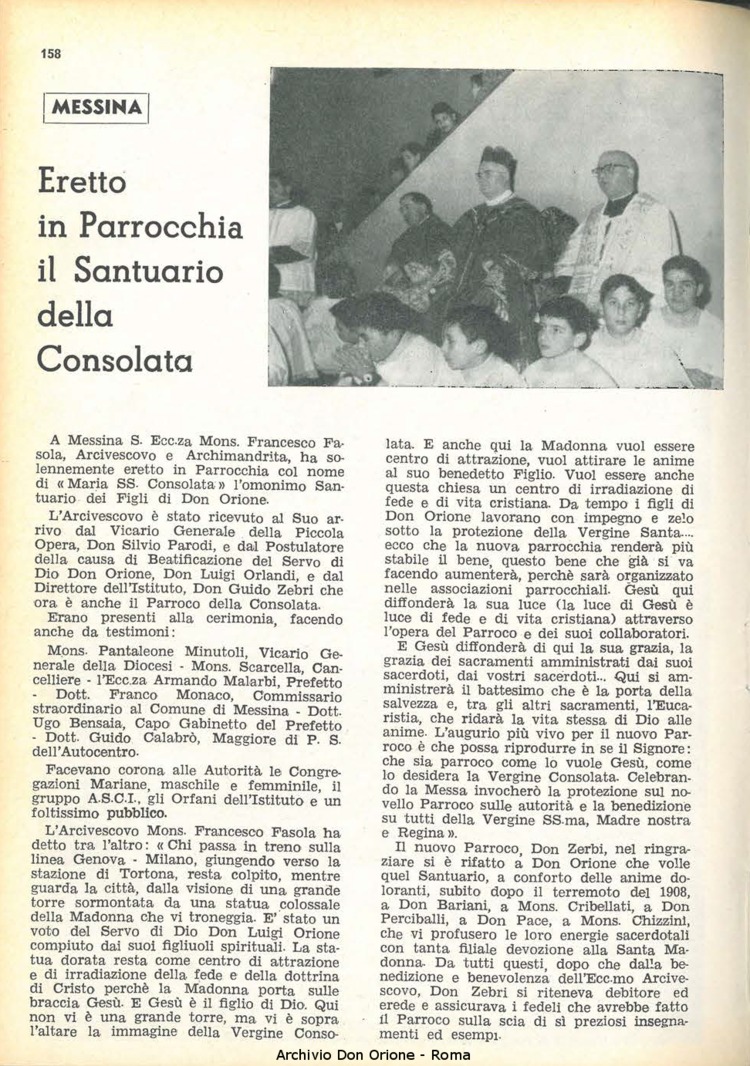 158
MESSINA
Eretto
in Parrocchia
il Santuario
della
Consolata
A Messina S. Ecc.za Mons. Francesco Fa-
sola, Arcivescovo e Archimandrita, ha so-
lennemente eretto in Parrocchia col nome
di « Maria SS. Consolata » l'omonimo San-
tuario dei Figli di Don Orione.
L'Arcivescovo è stato ricevuto al Suo ar-
rivo dal Vicario Generale della Piccola
Opera, Don Silvio Parodi, e dal Postulatore
della causa di Beatificazione del Servo di
Dio Don Orione, Don Luigi Orlandi, e dal
Direttore dell'Istituto, Don Guido Zebri che
ora è anche il Parroco della Consolata.
Erano presenti alla cerimonia, facendo
anche da testimoni:
Mons. Pantaleone Minutoli, Vicario Ge-
nerale della Diocesi - Mons. Scarcella, Can-
celliere - l'Ecc.za Armando Malarbi, Prefetto
- Dott. Franco Monaco, Commissario
straordinario al Comune di Messina - Dott.
Ugo Bensaia, Capo Gabinetto del Prefetto
- Dott. Guido Calabrò, Maggiore di P. S.
dell'Autocentro.
Facevano corona alle Autorità le Congre-
gazioni Mariane, maschile e femminile, il
gruppo A.S.C.I., gli Orfani dell'Istituto e un
foltissimo pubblico.
L'Arcivescovo Mons. Francesco Fasola ha
detto tra l'altro: « Chi passa in treno sulla
linea Genova - Milano, giungendo verso la
stazione di Tortona, resta colpito, mentre
guarda la città, dalla visione di una grande
torre sormontata da una statua colossale
della Madonna che vi troneggia. E' stato un
voto del Servo di Dio Don Luigi Orione
compiuto dai suoi figliuoli spirituali. La sta-
tua dorata resta come centro di attrazione
e di irradiazione della fede e della dottrina
di Cristo perchè la Madonna porta sulle
braccia Gesù. E Gesù è il figlio di Dio. Qui
non vi è una grande torre, ma vi è sopra
l'altare la immagine della Vergine Conso-
lata. E anche qui la Madonna vuol essere
centro di attrazione, vuol attirare le anime
al suo benedetto Figlio. Vuol essere anche
questa chiesa un centro di irradiazione di
fede e di vita cristiana. Da tempo i figli di
Don Orione lavorano con impegno e zelo
sotto la protezione della Vergine Santa....
ecco che la nuova parrocchia renderà più
stabile il bene, questo bene che già si va
facendo aumenterà, perchè sarà organizzato
nelle associazioni parrocchiali. Gesù qui
diffonderà la sua luce (la luce di Gesù è
luce di fede e di vita cristiana) attraverso
l'opera del Parroco e dei suoi collaboratori.
E Gesù diffonderà di qui la sua grazia, la
grazia dei sacramenti amministrati dai suoi
sacerdoti, dai vostri sacerdoti... Qui si am-
ministrerà il battesimo che è la porta della
salvezza e, tra gli altri sacramenti, l'Euca-
ristia, che ridarà la vita stessa di Dio alle
anime. L'augurio più vivo per il nuovo Par-
roco è che possa riprodurre in se il Signore:
che sia parroco come lo vuole Gesù, come
lo desidera la Vergine Consolata. Celebran-
do la Messa invocherò la protezione sul no-
vello Parroco sulle autorità e la benedizione
su tutti della Vergine SS.ma, Madre nostra
e Regina ».
Il nuovo Parroco, Don Zerbi, nel ringra-
ziare si è rifatto a Don Orione che volle
quel Santuario, a conforto delle anime do-
loranti, subito dopo il terremoto del 1908,
a Don Bariani, a Mons. Cribellati, a Don
Perciballi, a Don Pace, a Mons. Chizzini,
che vi profusero le loro energie sacerdotali
con tanta filiale devozione alla Santa Ma-
donna. Da tutti questi, dopo che dalla be-
nedizione e benevolenza dell'Ecc.mo Arcive-
scovo, Don Zebri si riteneva debitore ed
erede e assicurava i fedeli che avrebbe fatto
il Parroco sulla scia di sì preziosi insegna-
menti ed esempi.
Archivio Don Orione - Roma